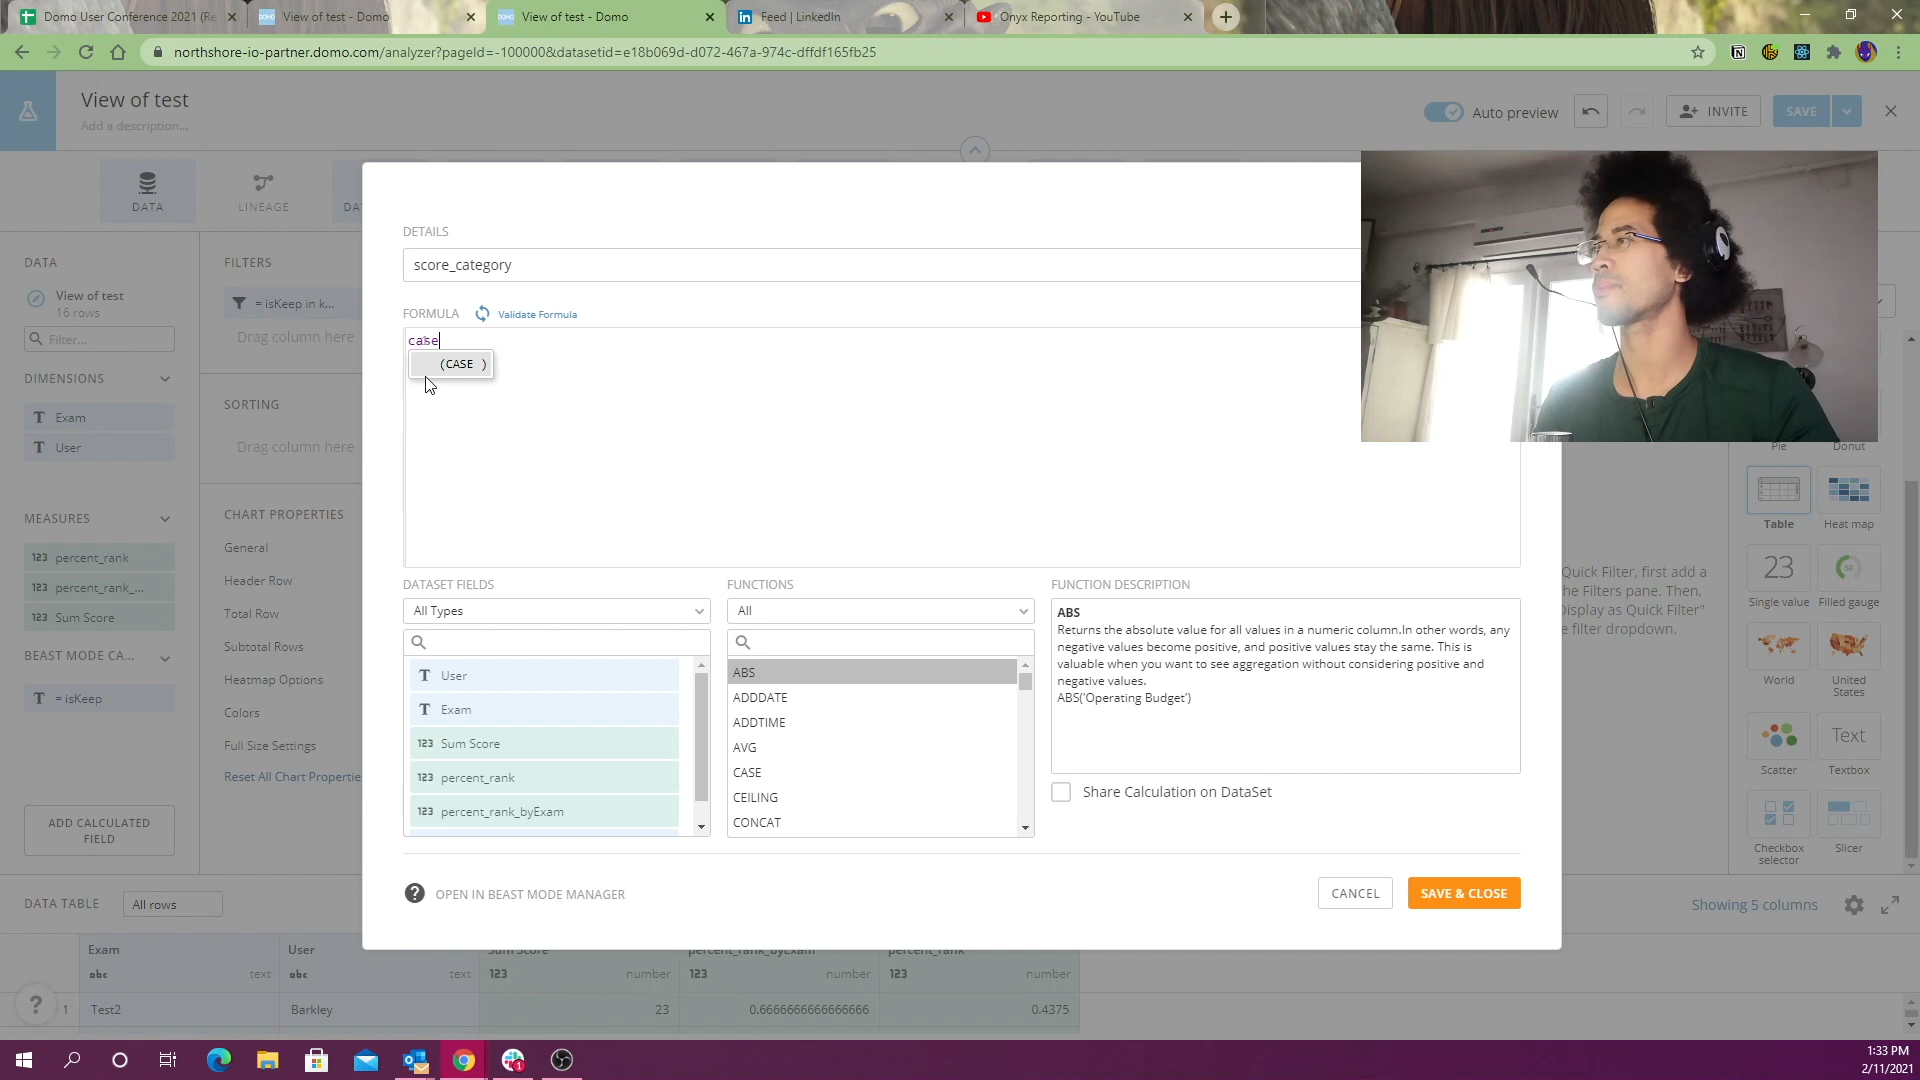 Domo User Conference 2021 (Re
View of test - Domo
View of test - Domo
Feed | LinkedIn
Onyx Reporting - YouTube
northshore-io-partner.domo.com/analyzer?pageId=-100000&datasetid=e18b069d-d072-467a-974c-dffdf165fb25
View of test
Add a description...
Auto preview
INVITE
SAVE
DATA
LINEAGE
DA
DATA
View of test
16 rows
Filter...
DIMENSIONS
Exam
User
MEASURES
123 percent_rank
123 percent_rank_...
123 Sum Score
BEAST MODE CA...
T = isKeep
ADD CALCULATED
FIELD
FILTERS
= isKeep in k...
Drag column here
SORTING
Drag column here
CHART PROPERTIES
General
Header Row
Total Row
Subtotal Rows
Heatmap Options
Colors
Full Size Settings
Reset All Chart Propertie
DETAILS
score_category
FORMULA
Validate Formula
case
(CASE )
DATASET FIELDS
All Types
T User
T Exam
123 Sum Score
123 percent_rank
123 percent_rank_byExam
FUNCTIONS
All
ABS
ADDDATE
ADDTIME
AVG
CASE
CEILING
CONCAT
FUNCTION DESCRIPTION
ABS
Returns the absolute value for all values in a numeric column.In other words, any
negative values become positive, and positive values stay the same. This is
valuable when you want to see aggregation without considering positive and
negative values.
ABS('Operating Budget')
Share Calculation on DataSet
? OPEN IN BEAST MODE MANAGER
CANCEL
SAVE & CLOSE
Quick Filter, first add a
he Filters pane. Then,
Display as Quick Filter"
e filter dropdown.
Pie
Donut
Table
Heat map
23
50
Single value
Filled gauge
World
United
States
Text
Scatter
Textbox
Checkbox
selector
Slicer
DATA TABLE
All rows
Showing 5 columns
Exam
User
Sum Score
percent_rank_byExam
percent_rank
abc text
abc text
123 number
123 number
123 number
?
1
Test2
Barkley
23
0.6666666666666666
0.4375
1:33 PM
2/11/2021